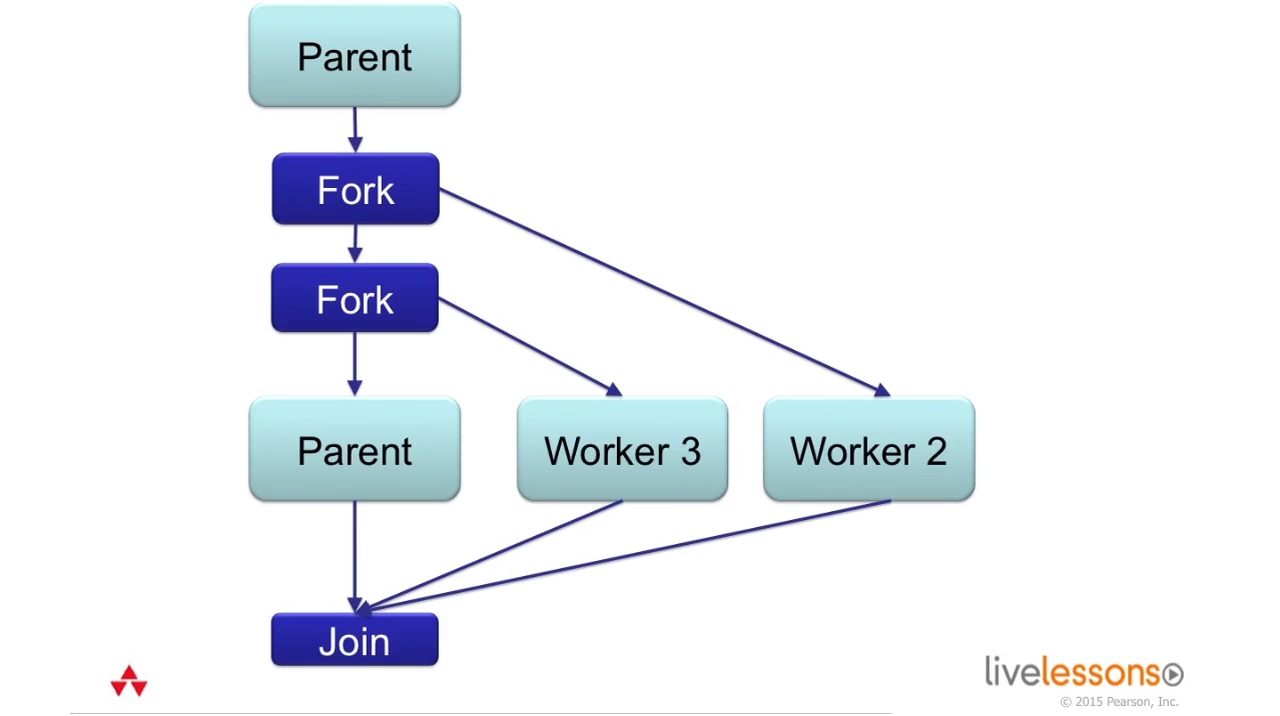 Parent
Fork
Fork
Parent
Worker 3
Worker 2
Join
livelessons
© 2015 Pearson, Inc.